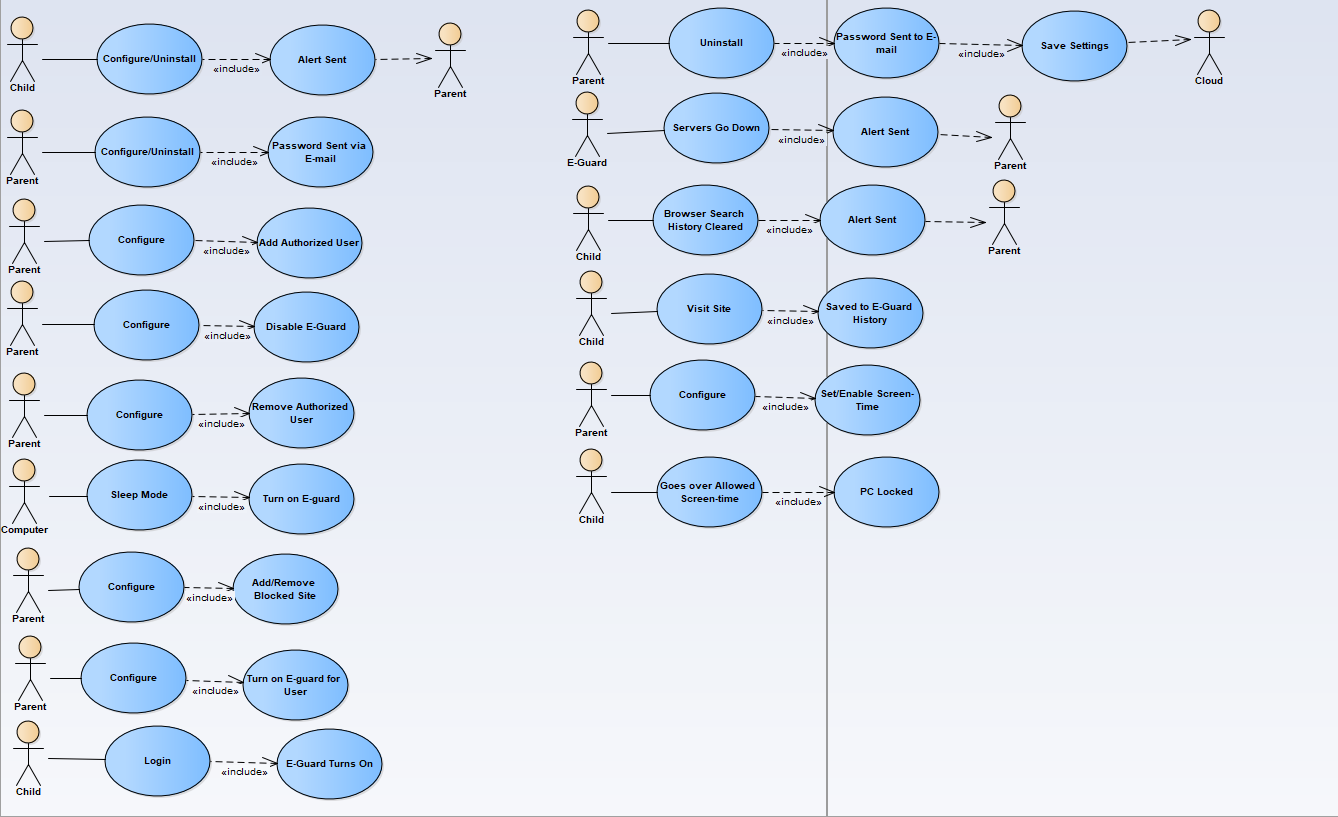 Configure/Uninstall
«include»
Alert Sent
Child
Parent
Configure/Uninstall
«include»
Password Sent via
E-mail
Parent
Configure
«include»
Add Authorized User
Parent
Configure
«include»
Disable E-Guard
Parent
Configure
«include»
Remove Authorized
User
Parent
Sleep Mode
«include»
Turn on E-guard
Computer
Configure
«include»
Add/Remove
Blocked Site
Parent
Configure
«include»
Turn on E-guard for
User
Parent
Login
«include»
E-Guard Turns On
Child
Uninstall
«include»
Password Sent to E-
mail
«include»
Save Settings
Parent
Cloud
Servers Go Down
«include»
Alert Sent
E-Guard
Parent
Browser Search
History Cleared
«include»
Alert Sent
Child
Parent
Visit Site
«include»
Saved to E-Guard
History
Child
Configure
«include»
Set/Enable Screen-
Time
Parent
Goes over Allowed
Screen-time
«include»
PC Locked
Child